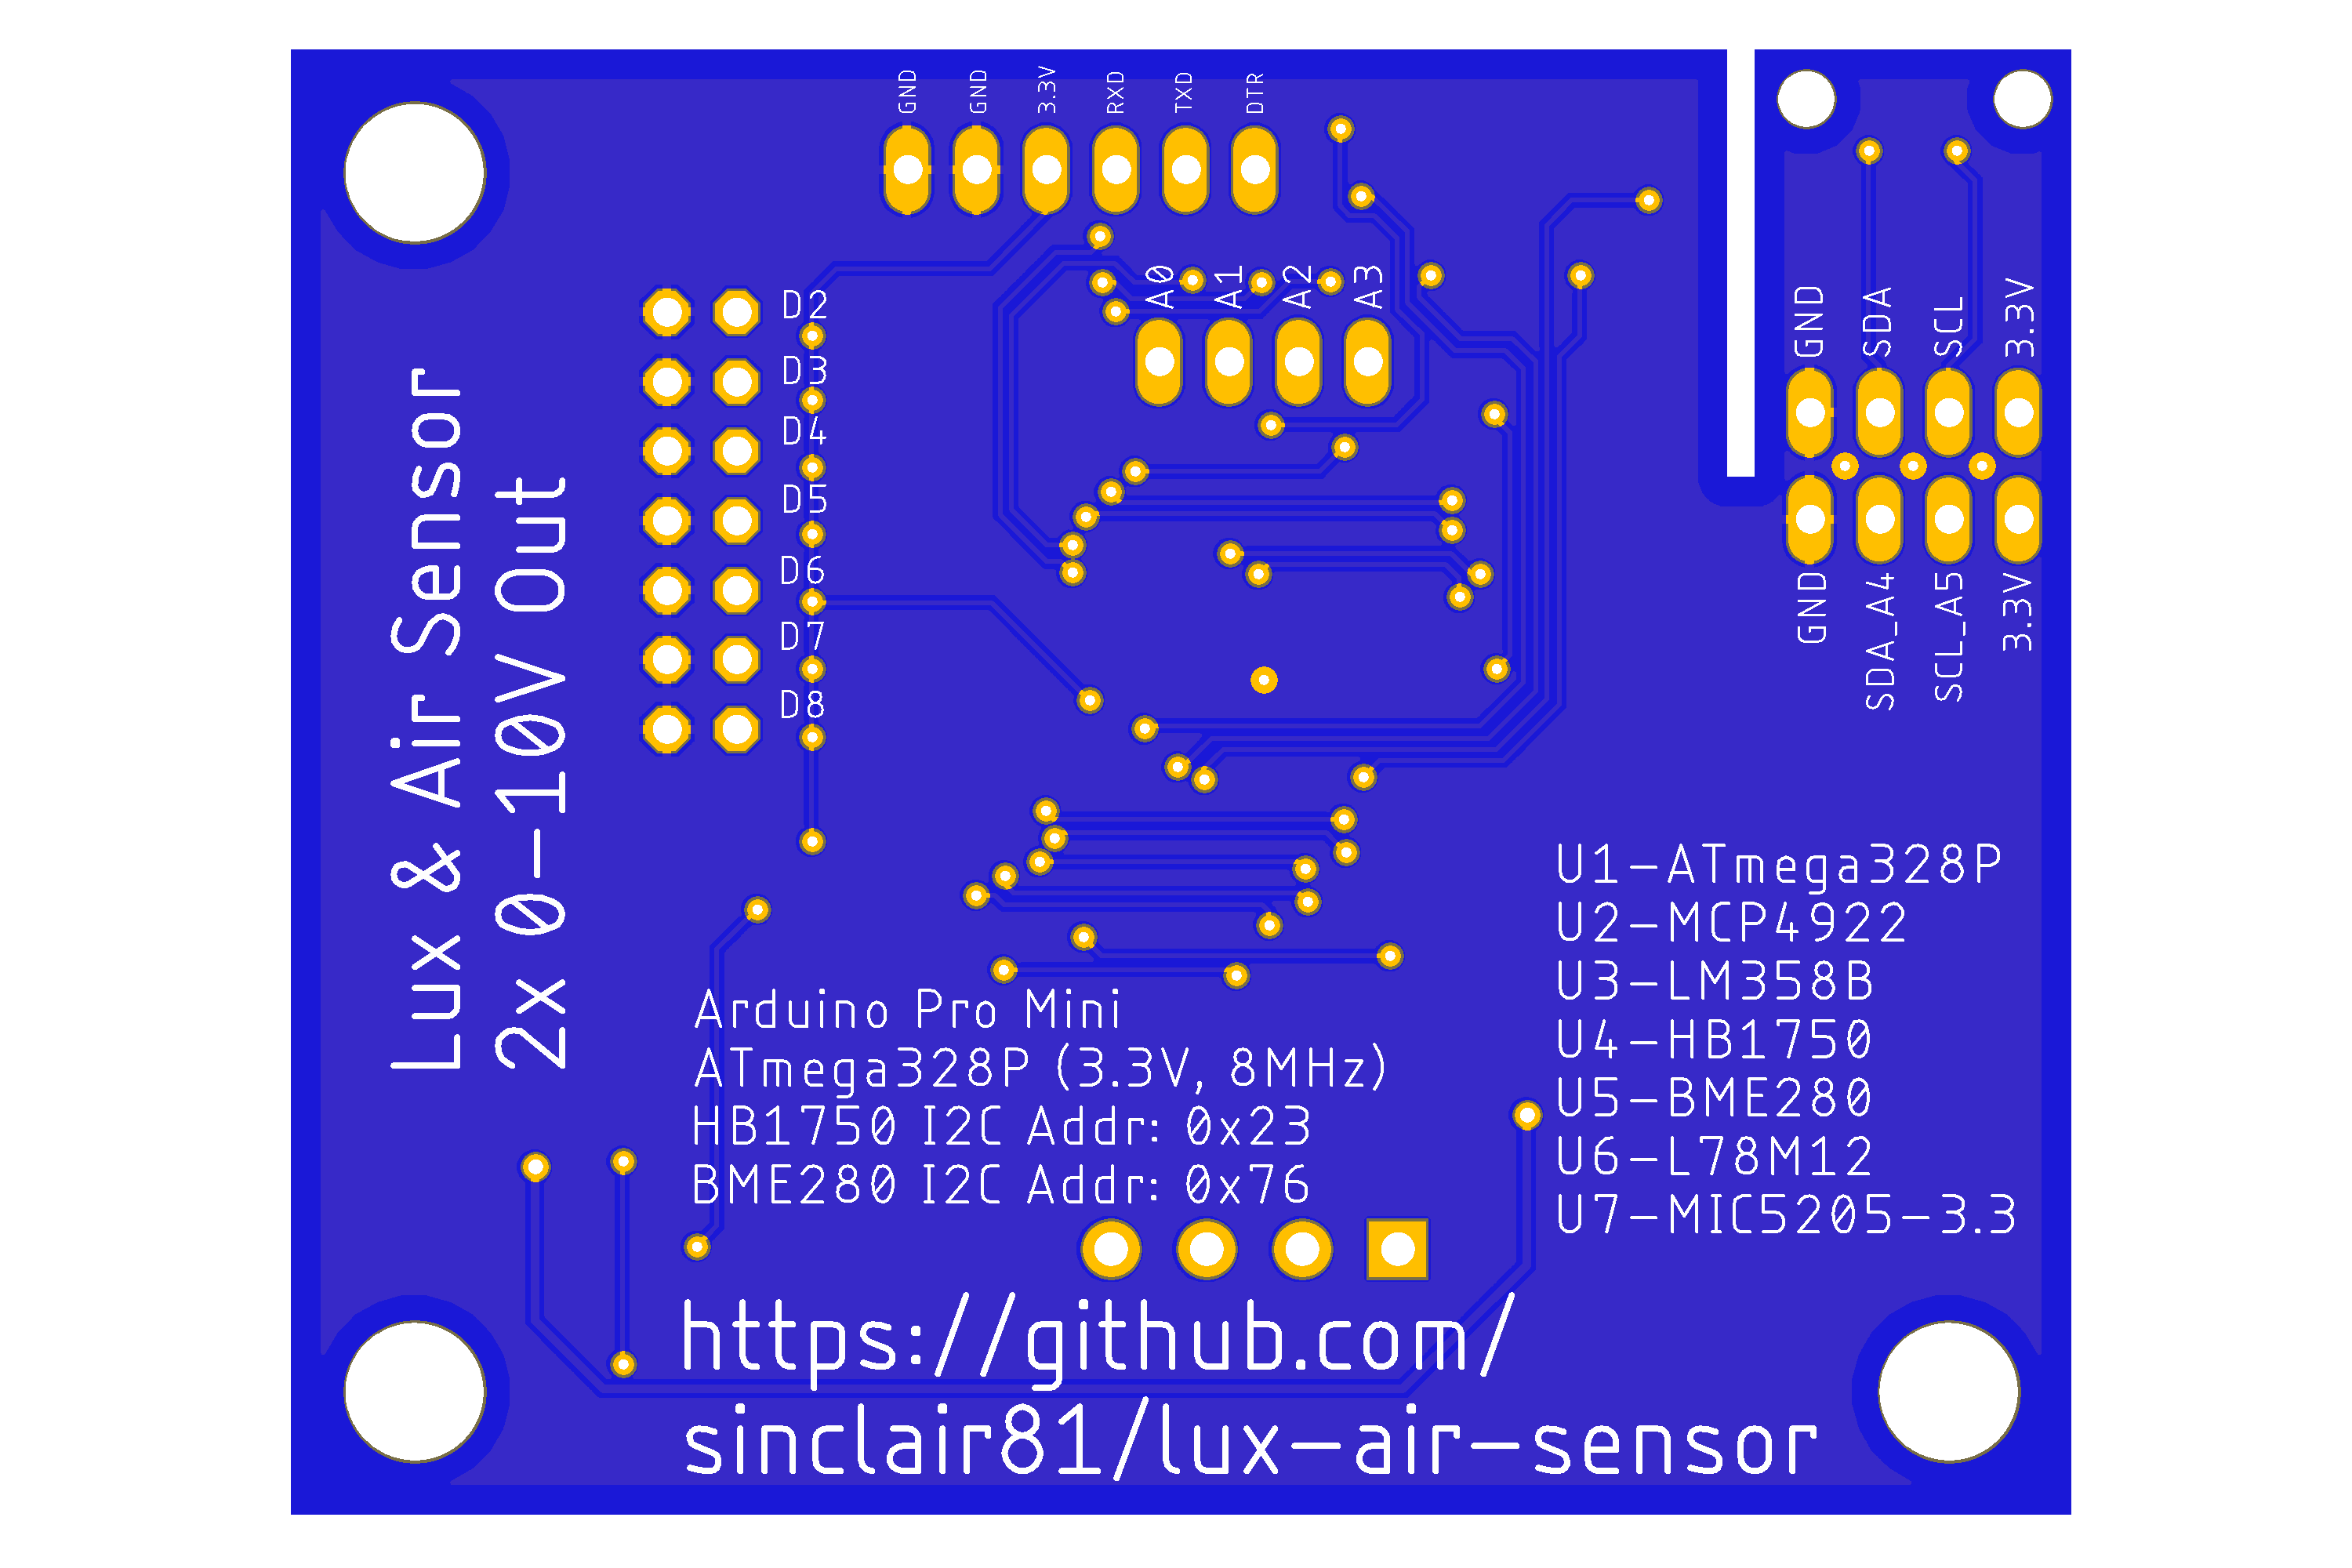 GND
GND
3.3V
RXD
TXD
DTR
A0
A1
A2
A3
D2
D3
D4
D5
D6
D7
D8
GND
SDA
SCL
3.3V
GND
SDA_A4
SCL_A5
3.3V
Lux & Air Sensor
2x 0-10V Out
U1-ATmega328P
U2-MCP4922
U3-LM358B
U4-HB1750
U5-BME280
U6-L78M12
U7-MIC5205-3.3
Arduino Pro Mini
ATmega328P (3.3V, 8MHz)
HB1750 I2C Addr: 0x23
BME280 I2C Addr: 0x76
https://github.com/
sinclair81/lux-air-sensor